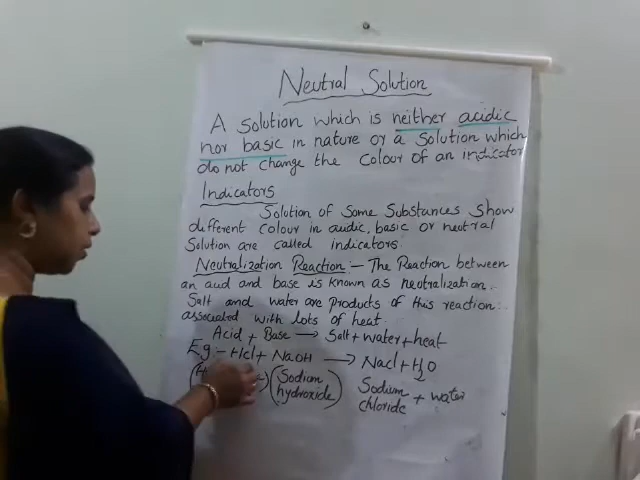 Neutral Solution
A Solution which is neither acidic
nor basic in nature or a Solution which
do not change the Colour of an indicator
Indicators
Solution of Some Substances Show
different Colour in acidic, basic or neutral
Solution are called indicators.
Neutralization Reaction :- The Reaction between
an acid and base is known as neutralization.
Salt and water are products of this reaction.
associated with lots of heat.
Acid + Base → Salt + water + heat
Eg - Hcl + NaOH → Nacl + H2O
(Sodium hydroxide) Sodium chloride + water